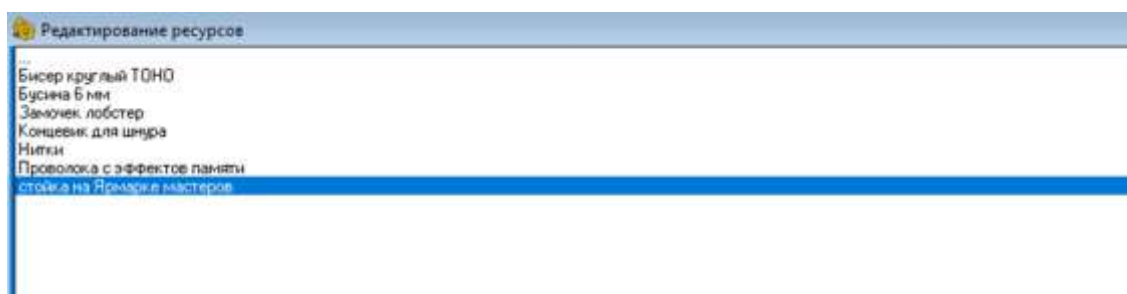 Редактирование ресурсов
...
Бисер круглый ТОНО
Бусина 6 мм
Замочек лобстер
Концевик для шнура
Нитки
Проволока с эффектов памяти
стойка на Ярмарке мастеров